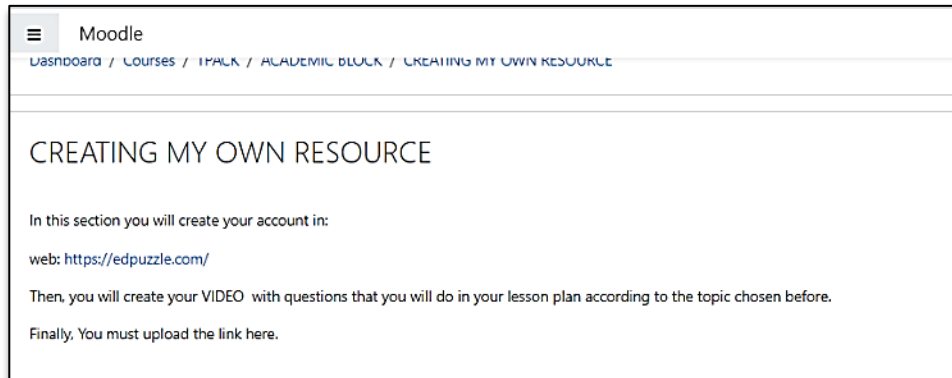 Moodle
Dashboard / Courses / TPACK / ACADEMIC BLOCK / CREATING MY OWN RESOURCE
CREATING MY OWN RESOURCE
In this section you will create your account in:
web: https://edpuzzle.com/
Then, you will create your VIDEO with questions that you will do in your lesson plan according to the topic chosen before.
Finally, You must upload the link here.